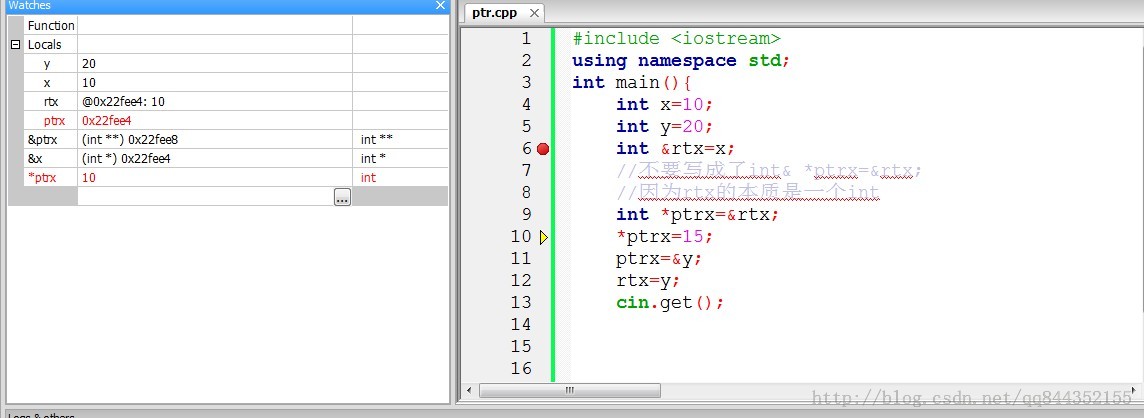 Watches
Function
Locals
y 20
x 10
rtx @0x22fee4: 10
ptrx 0x22fee4
&ptrx (int **) 0x22fee8 int **
&x (int *) 0x22fee4 int *
*ptrx 10 int
...
ptr.cpp
1 #include <iostream>
2 using namespace std;
3 int main(){
4 int x=10;
5 int y=20;
6 int &rtx=x;
7 //不要写成了int& *ptrx=&rtx;
8 //因为rtx的本质是一个int
9 int *ptrx=&rtx;
10 *ptrx=15;
11 ptrx=&y;
12 rtx=y;
13 cin.get();
14
15
16
http://blog.csdn.net/qq844352155
Logs & others